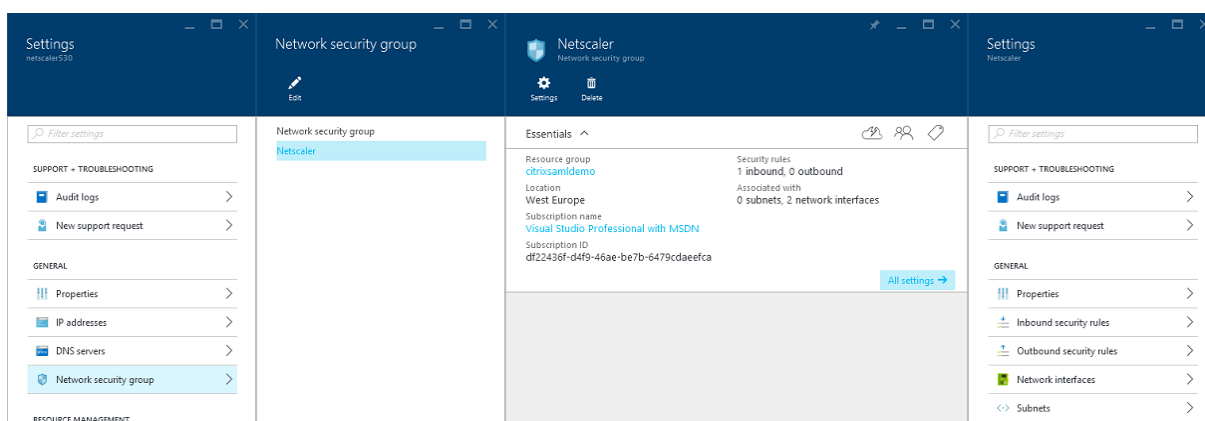 Settings
netscaler530
Filter settings
SUPPORT + TROUBLESHOOTING
Audit logs
New support request
GENERAL
Properties
IP addresses
DNS servers
Network security group
RESOURCE MANAGEMENT
Network security group
Edit
Network security group
Netscaler
Netscaler
Network security group
Settings
Delete
Essentials
Resource group
citrixsamldemo
Location
West Europe
Subscription name
Visual Studio Professional with MSDN
Subscription ID
df22436f-d4f9-46ae-be7b-6479cdaeefca
Security rules
1 inbound, 0 outbound
Associated with
0 subnets, 2 network interfaces
All settings
Settings
Netscaler
Filter settings
SUPPORT + TROUBLESHOOTING
Audit logs
New support request
GENERAL
Properties
Inbound security rules
Outbound security rules
Network interfaces
Subnets